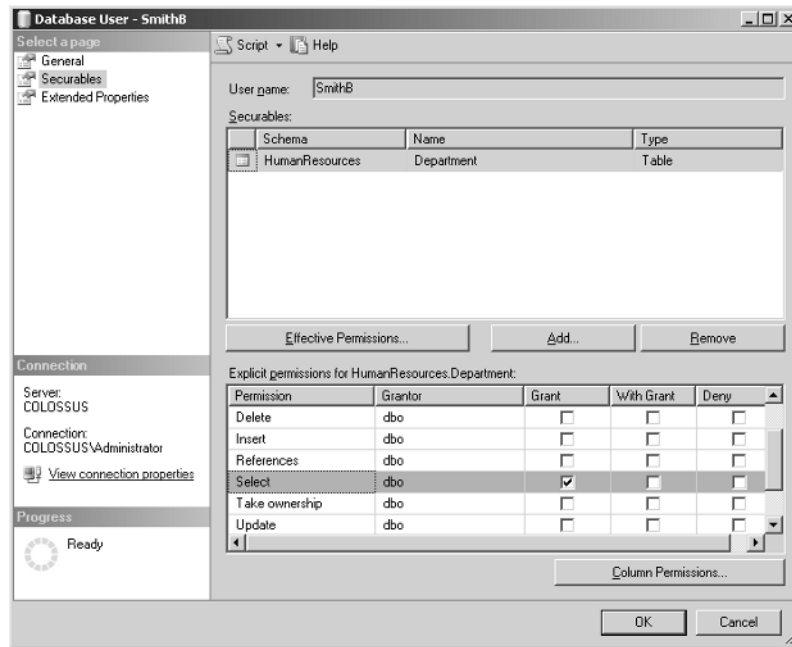 Database User - SmithB
Select a page
General
Securables
Extended Properties
Script Help
User name: SmithB
Securables:
Schema Name Type
HumanResources Department Table
Effective Permissions... Add... Remove
Connection
Server:
COLOSSUS
Connection:
COLOSSUS\Administrator
View connection properties
Progress
Ready
Explicit permissions for HumanResources.Department:
Permission Grantor Grant With Grant Deny
Delete dbo
Insert dbo
References dbo
Select dbo
Take ownership dbo
Update dbo
Column Permissions...
OK Cancel